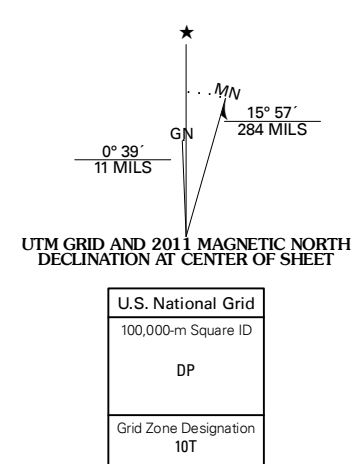 MN
GN
15° 57´
284 MILS
0° 39´
11 MILS
UTM GRID AND 2011 MAGNETIC NORTH
DECLINATION AT CENTER OF SHEET
U.S. National Grid
100,000-m Square ID
DP
Grid Zone Designation
10T